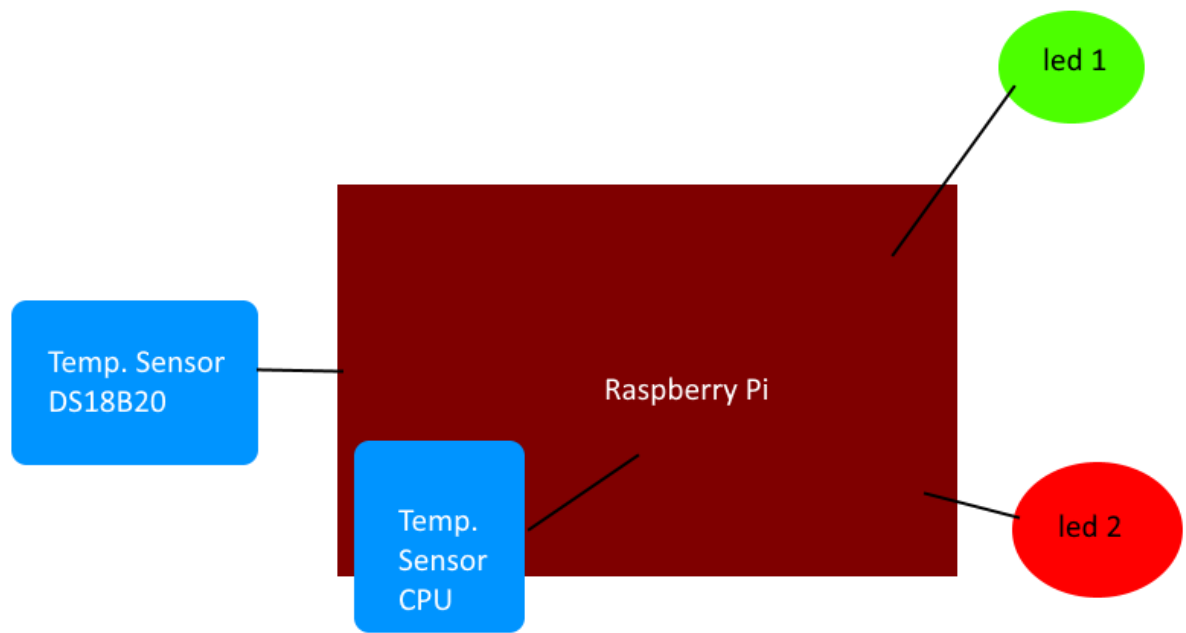 led 1
Temp. Sensor
DS18B20
Raspberry Pi
Temp.
Sensor
CPU
led 2